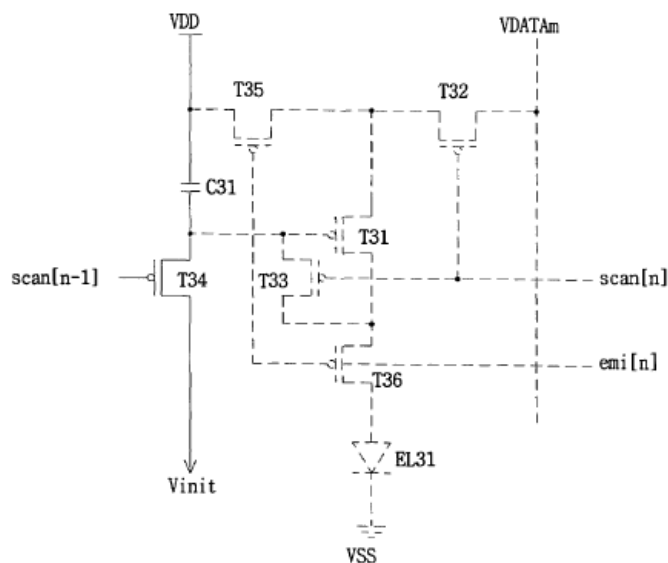 VDD
VDATAm
T35
T32
C31
T31
scan[n-1]
T34
T33
scan[n]
emi[n]
T36
EL31
Vinit
VSS